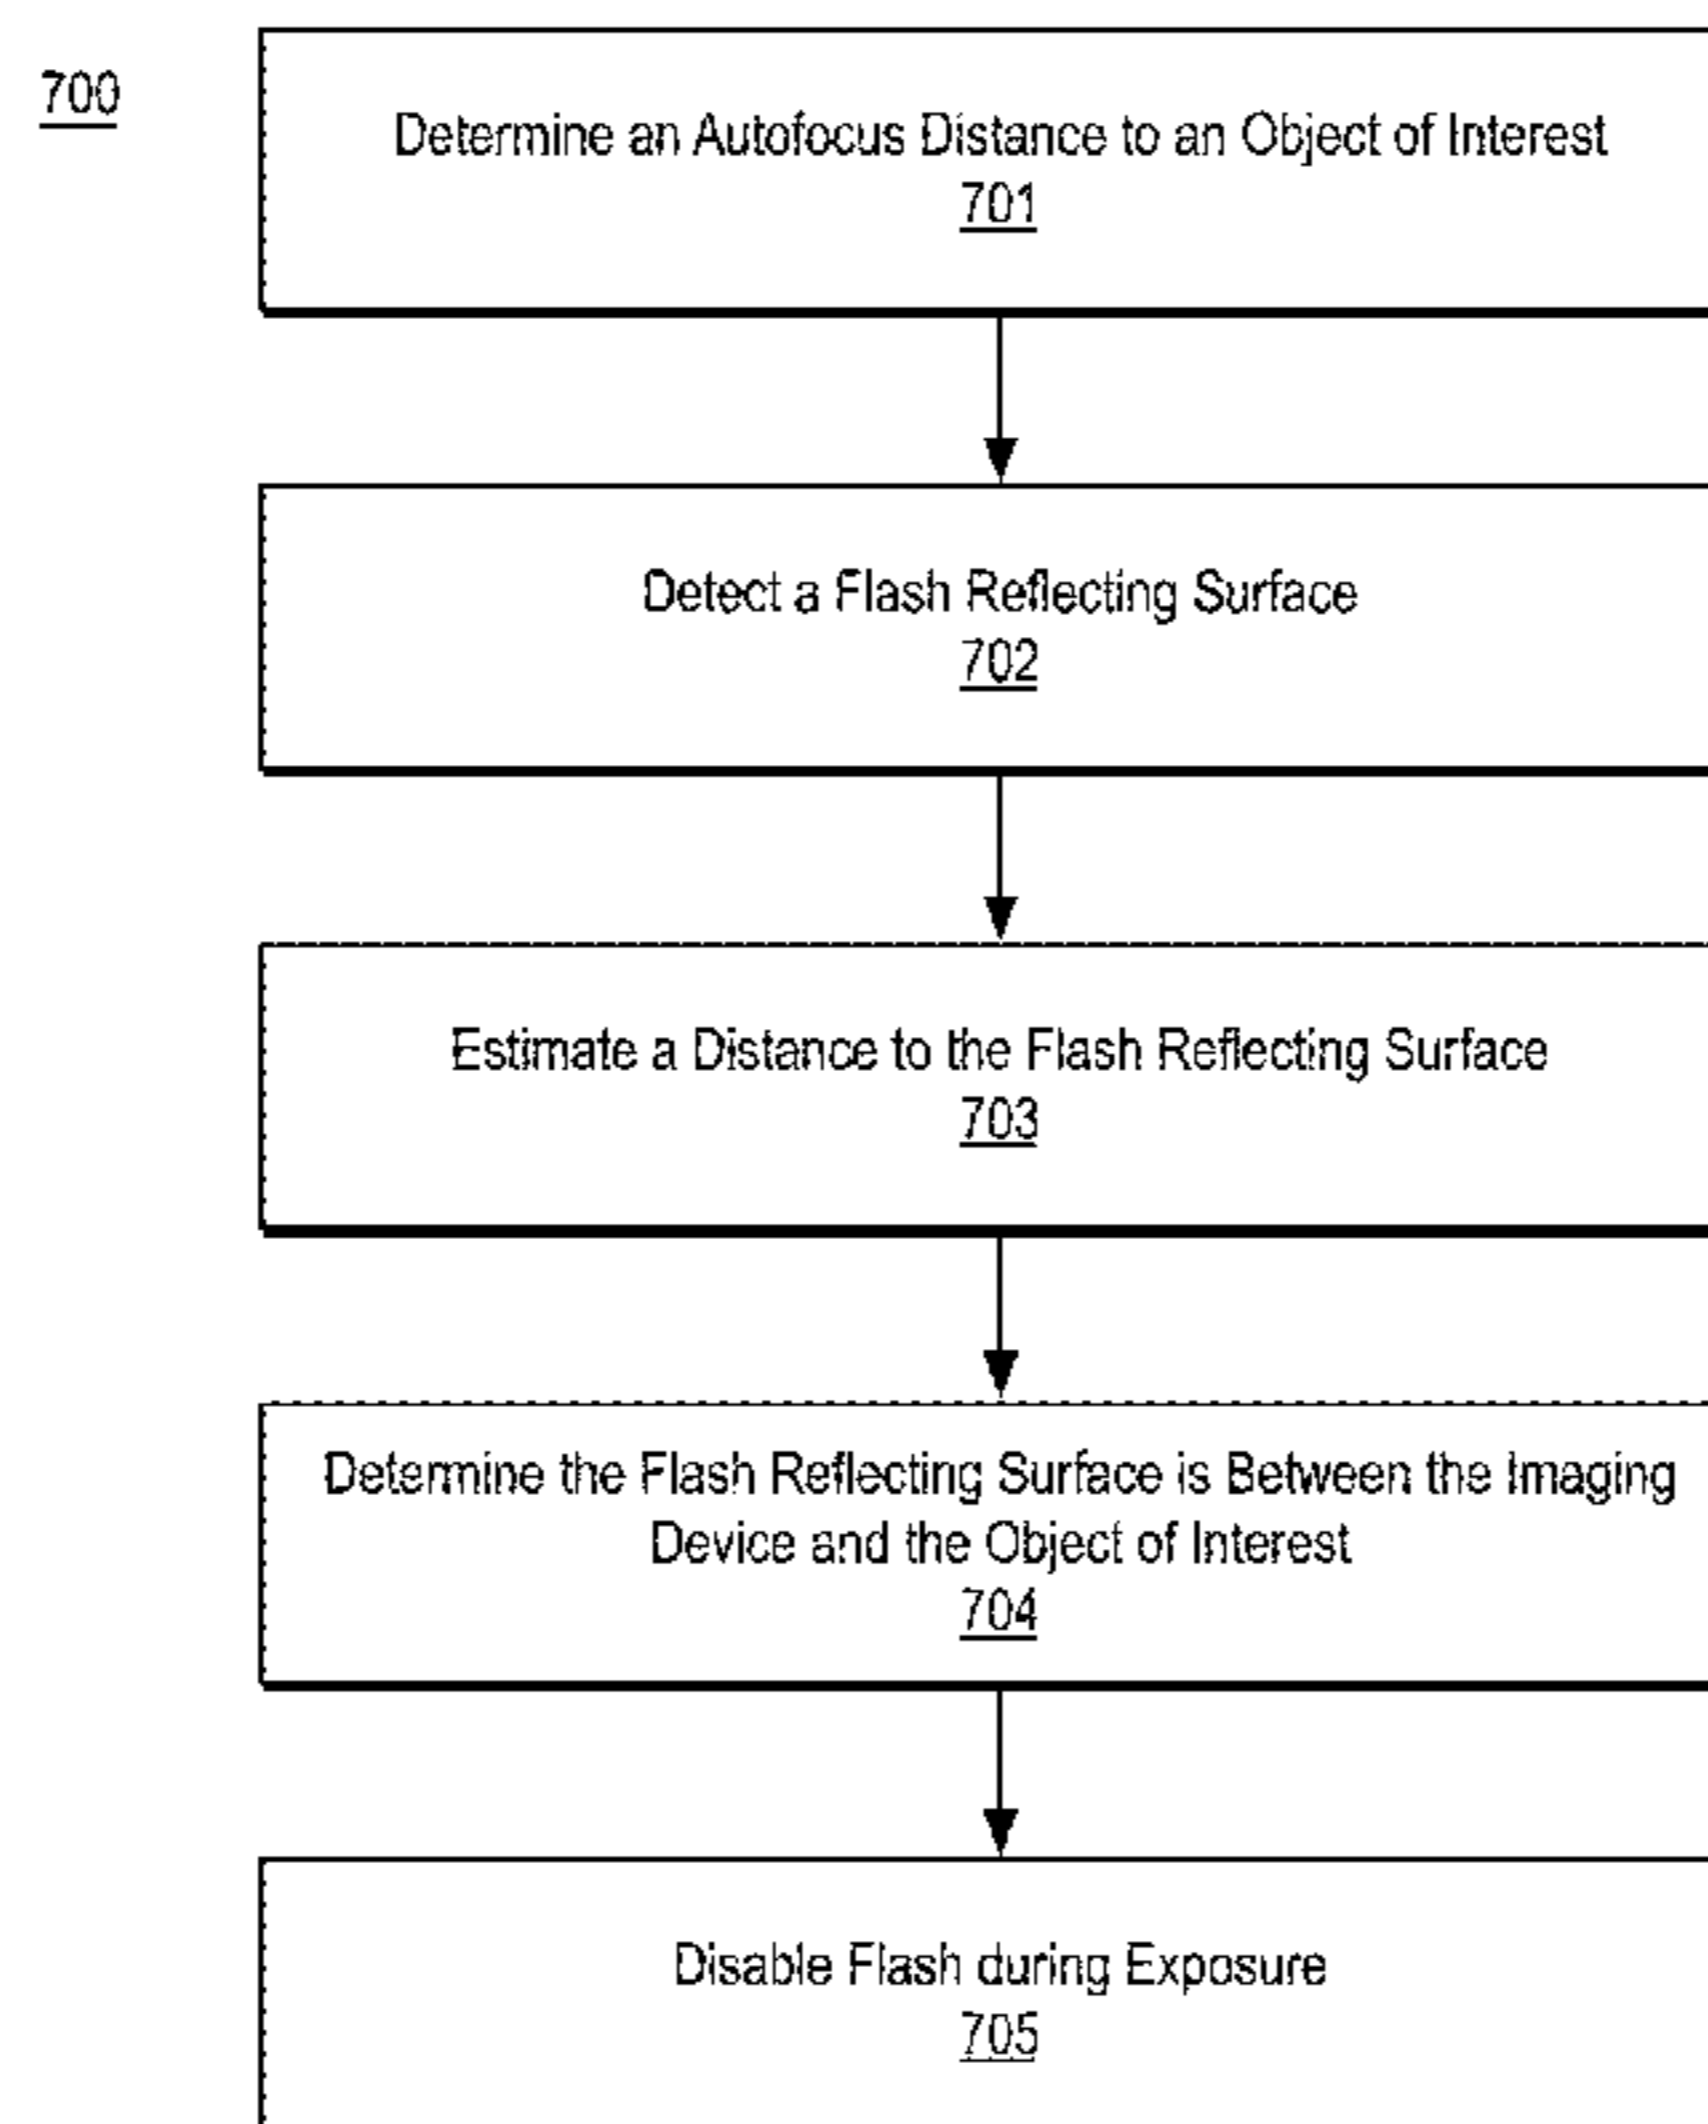 700
Determine an Autofocus Distance to an Object of Interest
701
Detect a Flash Reflecting Surface
702
Estimate a Distance to the Flash Reflecting Surface
703
Determine the Flash Reflecting Surface is Between the Imaging
Device and the Object of Interest
704
Disable Flash during Exposure
705